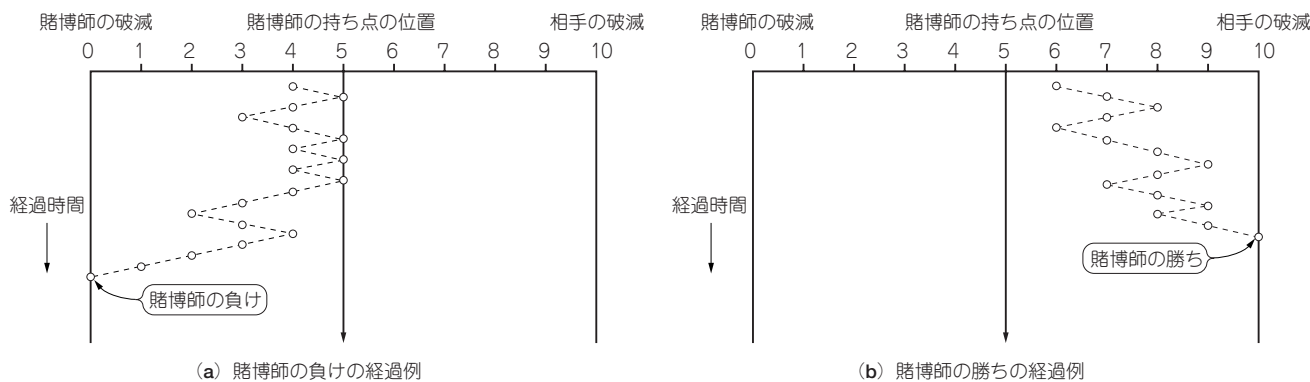 賭博師の破滅 賭博師の持ち点の位置 相手の破滅
0 1 2 3 4 5 6 7 8 9 10
経過時間
賭博師の負け
(a) 賭博師の負けの経過例
賭博師の破滅 賭博師の持ち点の位置 相手の破滅
0 1 2 3 4 5 6 7 8 9 10
経過時間
賭博師の勝ち
(b) 賭博師の勝ちの経過例